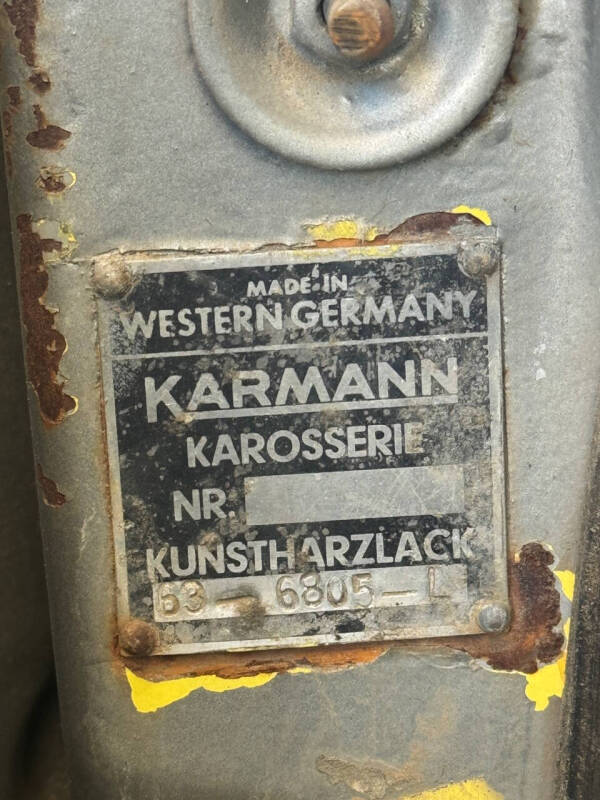 MADE IN
WESTERN GERMANY
KARMANN
KAROSSERIE
NR.
KUNSTHARZLACK
63-6805-L